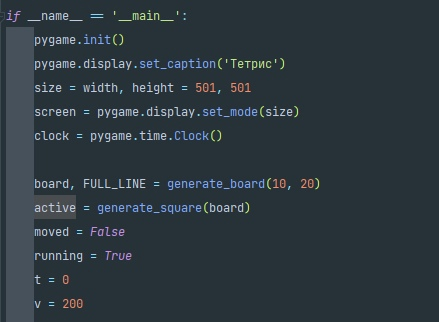 if __name__ == '__main__':
pygame.init()
pygame.display.set_caption('Тетрис')
size = width, height = 501, 501
screen = pygame.display.set_mode(size)
clock = pygame.time.Clock()
board, FULL_LINE = generate_board(10, 20)
active = generate_square(board)
moved = False
running = True
t = 0
v = 200